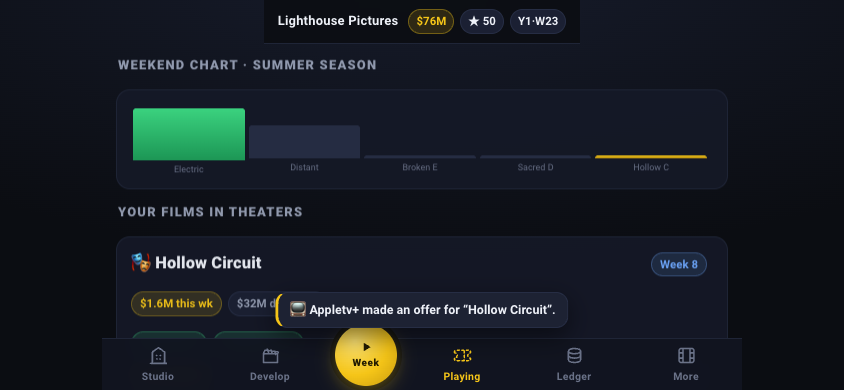 Lighthouse Pictures $76M ★ 50 Y1·W23
WEEKEND CHART · SUMMER SEASON
Electric Distant Broken E Sacred D Hollow C
YOUR FILMS IN THEATERS
Hollow Circuit Week 8
$1.6M this wk $32M d
Appletv+ made an offer for “Hollow Circuit”.
Week
Studio Develop Playing Ledger More